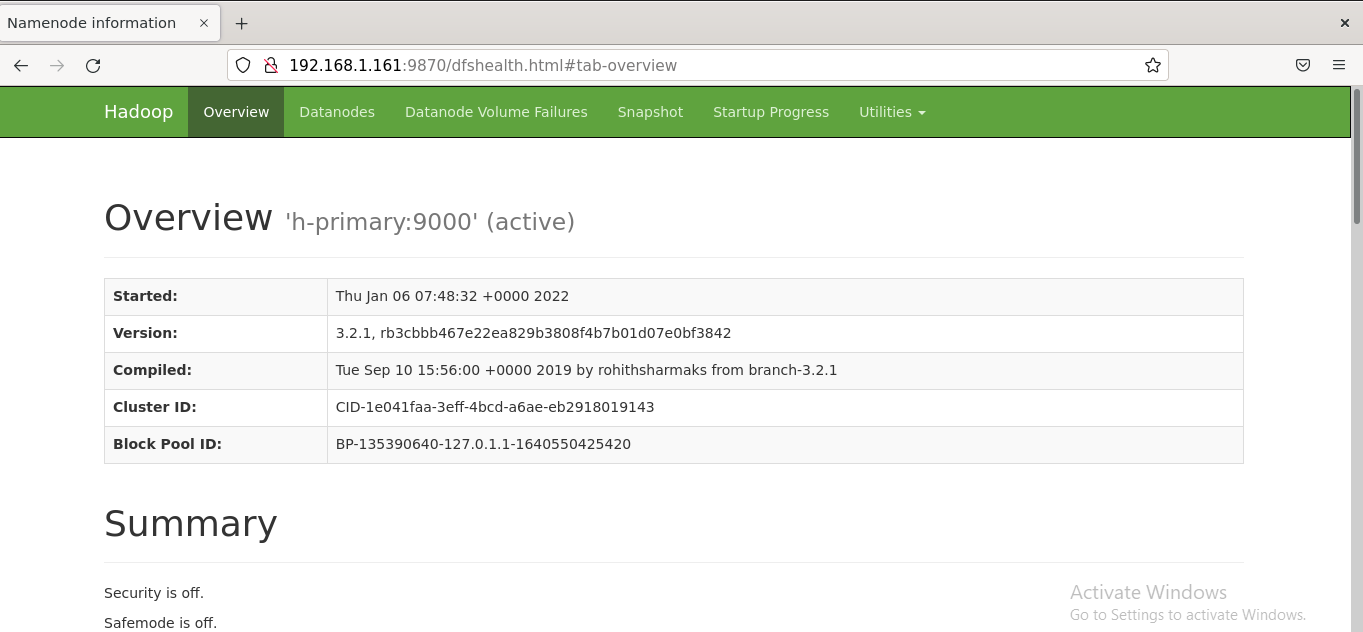 Namenode information
192.168.1.161:9870/dfshealth.html#tab-overview
Hadoop Overview Datanodes Datanode Volume Failures Snapshot Startup Progress Utilities
Overview 'h-primary:9000' (active)
Started: Thu Jan 06 07:48:32 +0000 2022
Version: 3.2.1, rb3cbbb467e22ea829b3808f4b7b01d07e0bf3842
Compiled: Tue Sep 10 15:56:00 +0000 2019 by rohithsharmaks from branch-3.2.1
Cluster ID: CID-1e041faa-3eff-4bcd-a6ae-eb2918019143
Block Pool ID: BP-135390640-127.0.1.1-1640550425420
Summary
Security is off.
Safemode is off.
Activate Windows
Go to Settings to activate Windows.